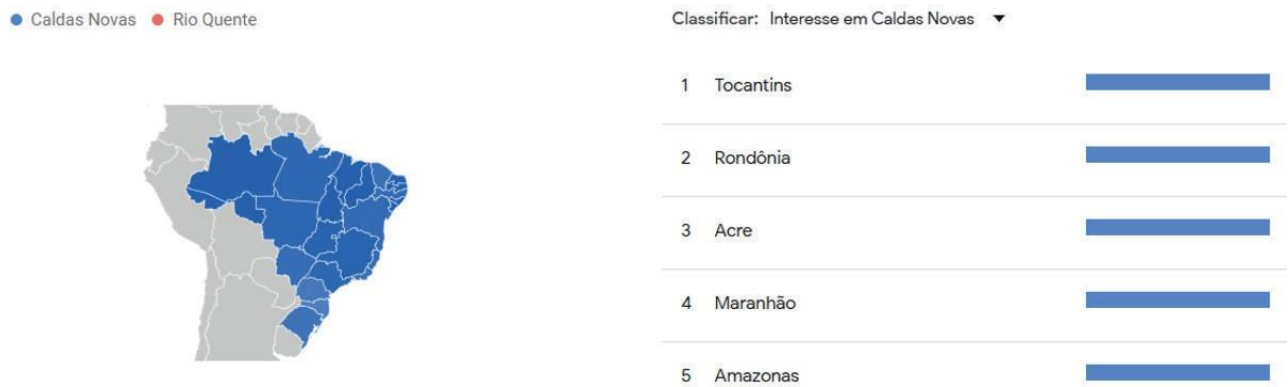 Caldas Novas Rio Quente
Classificar: Interesse em Caldas Novas
1 Tocantins
2 Rondônia
3 Acre
4 Maranhão
5 Amazonas